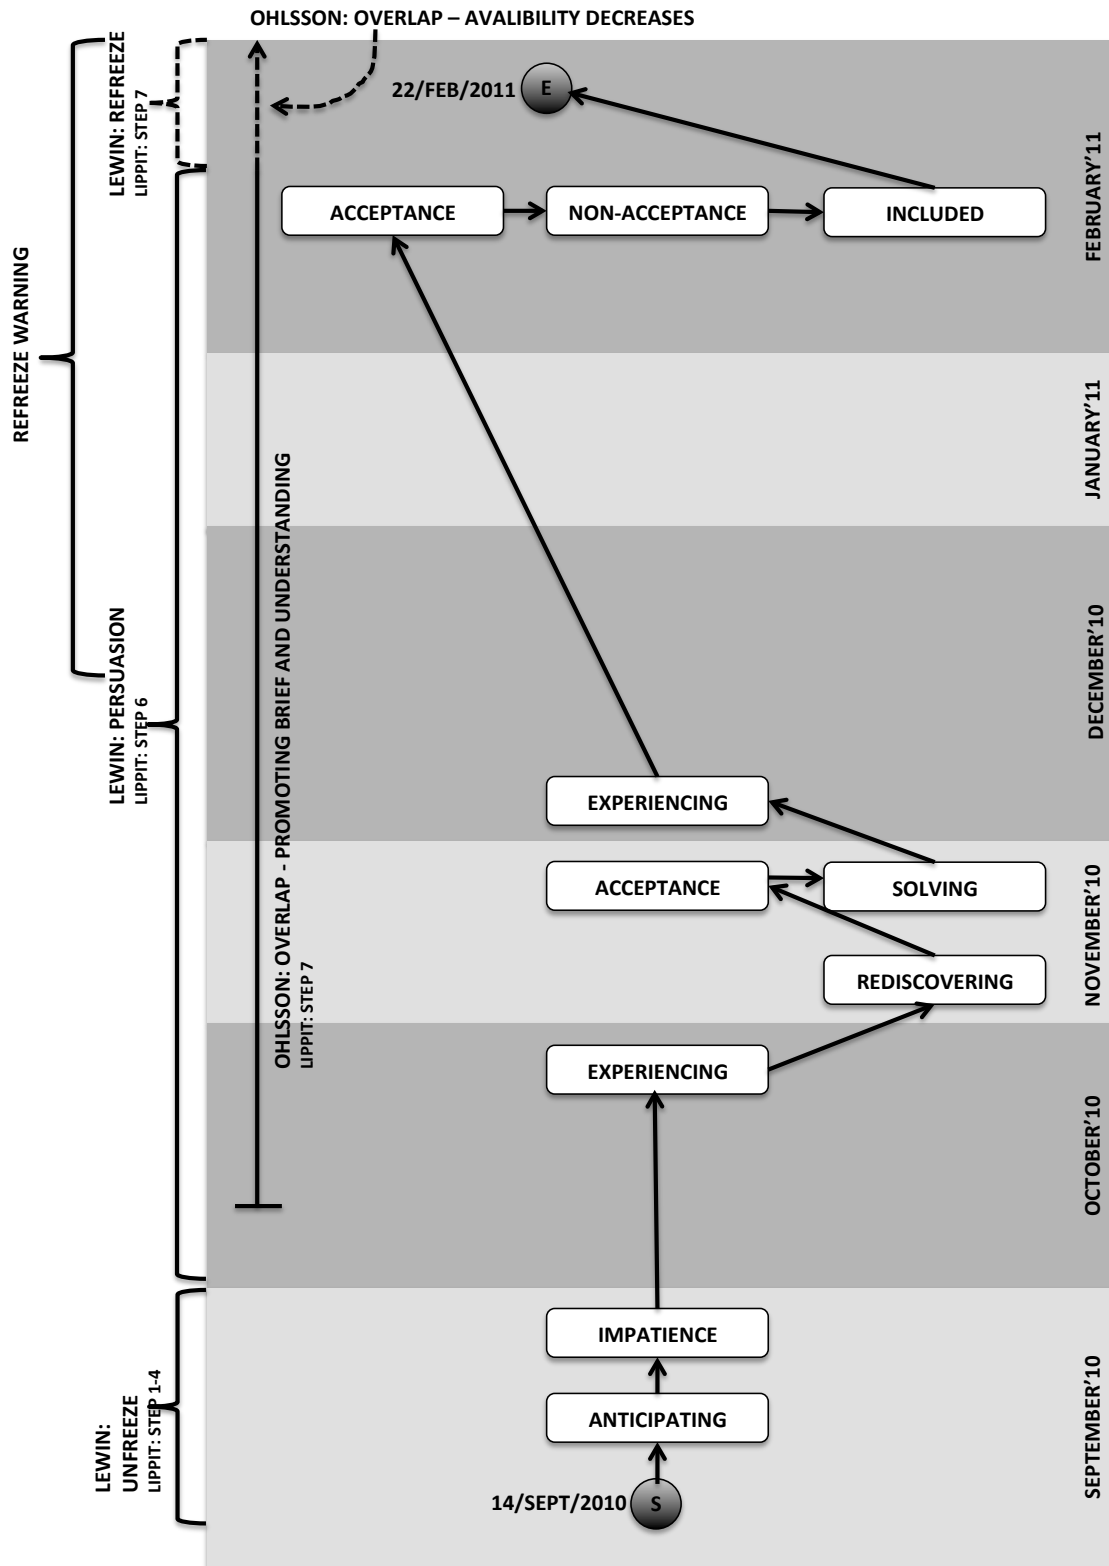 OHLSSON: OVERLAP – AVALIBILITY DECREASES
REFREEZE WARNING
LEWIN: REFREEZE
LIPPIT: STEP 7
22/FEB/2011
E
ACCEPTANCE
NON-ACCEPTANCE
INCLUDED
FEBRUARY'11
JANUARY'11
LEWIN: PERSUASION
LIPPIT: STEP 6
OHLSSON: OVERLAP - PROMOTING BRIEF AND UNDERSTANDING
LIPPIT: STEP 7
DECEMBER'10
EXPERIENCING
ACCEPTANCE
SOLVING
REDISCOVERING
NOVEMBER'10
EXPERIENCING
OCTOBER'10
IMPATIENCE
ANTICIPATING
LEWIN:
UNFREEZE
LIPPIT: STEP 1-4
14/SEPT/2010
S
SEPTEMBER'10